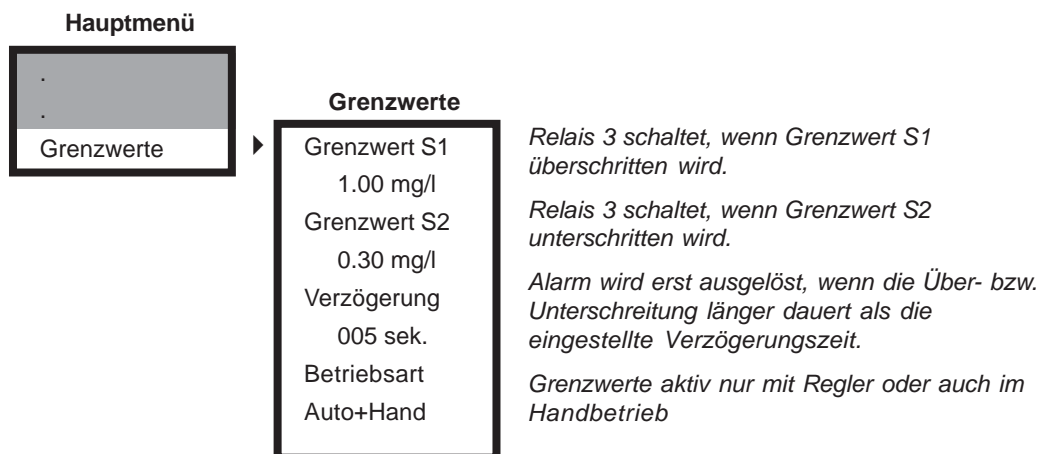 Hauptmenü
.
.
Grenzwerte
Grenzwerte
Grenzwert S1
1.00 mg/l
Grenzwert S2
0.30 mg/l
Verzögerung
005 sek.
Betriebsart
Auto+Hand
Relais 3 schaltet, wenn Grenzwert S1
überschritten wird.
Relais 3 schaltet, wenn Grenzwert S2
unterschritten wird.
Alarm wird erst ausgelöst, wenn die Über- bzw.
Unterschreitung länger dauert als die
eingestellte Verzögerungszeit.
Grenzwerte aktiv nur mit Regler oder auch im
Handbetrieb